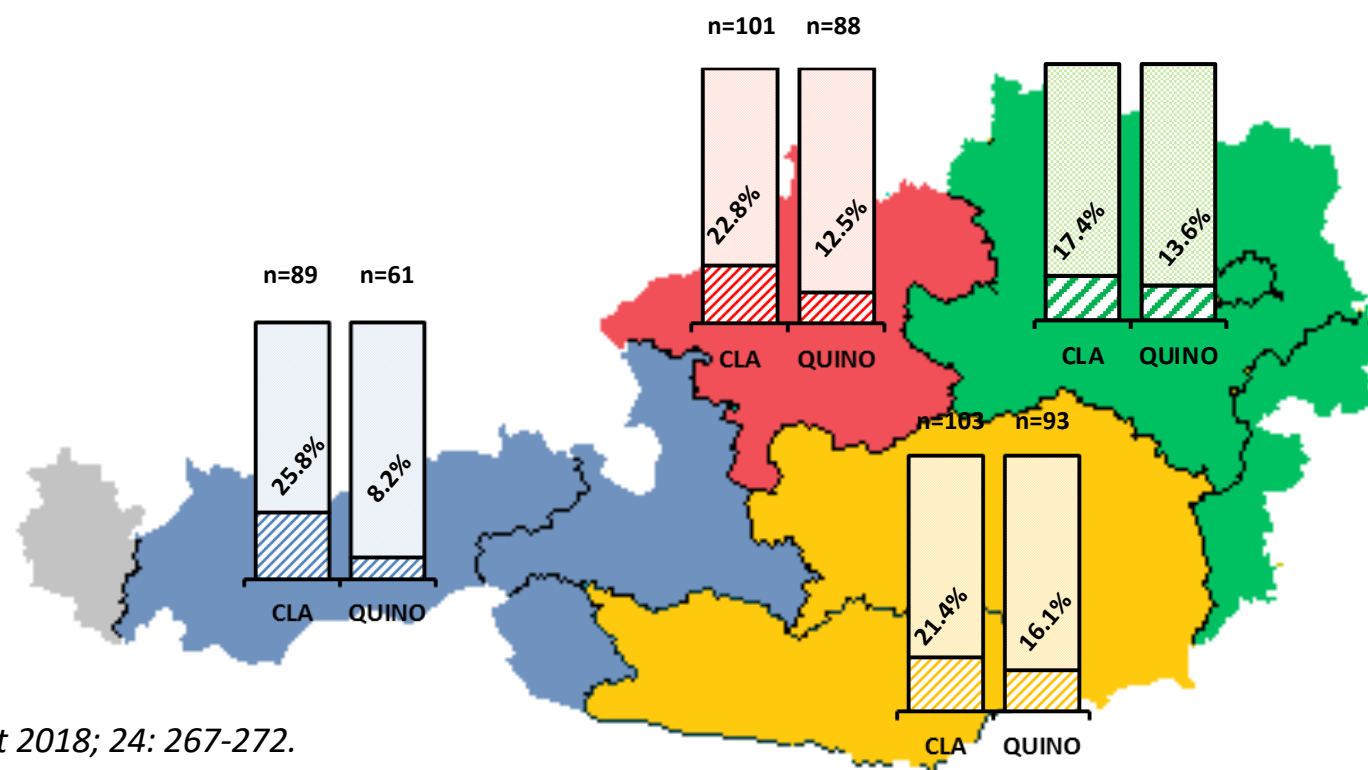 n=101 n=88
22.8% 12.5%
CLA QUINO
17.4% 13.6%
CLA QUINO
n=89 n=61
25.8% 8.2%
CLA QUINO
n=103 n=93
21.4% 16.1%
CLA QUINO
t 2018; 24: 267-272.